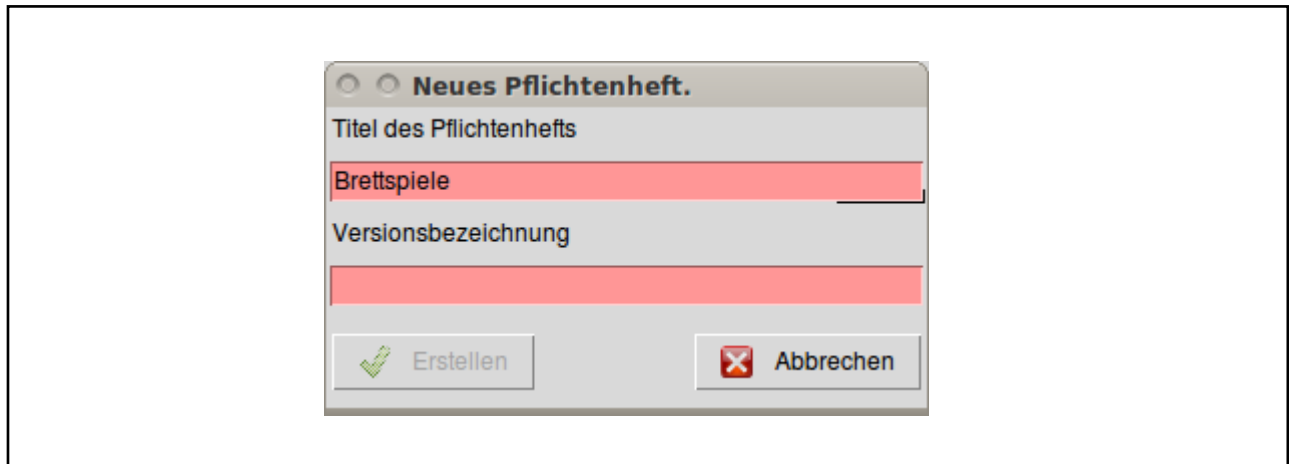 Neues Pflichtenheft.
Titel des Pflichtenhefts
Brettspiele
Versionsbezeichnung
Erstellen Abbrechen